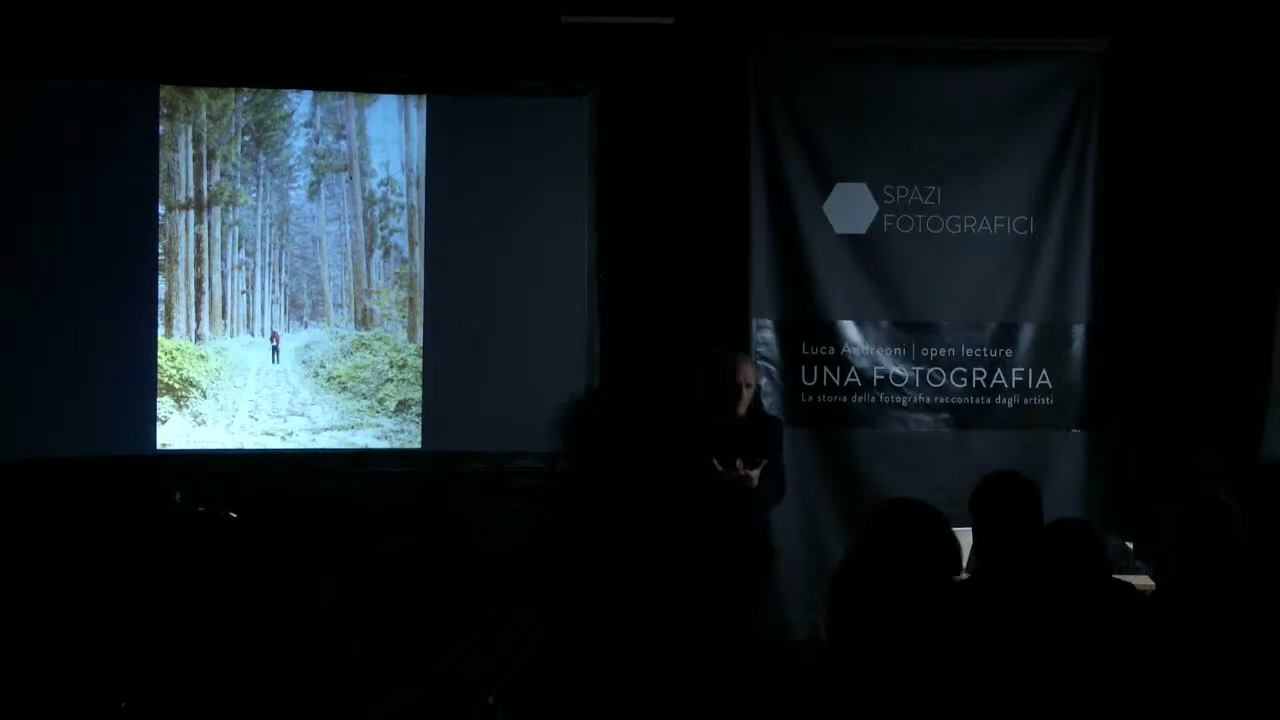 SPAZI
FOTOGRAFICI
Luca Andreoni | open lecture
UNA FOTOGRAFIA
La storia della fotografia raccontata dagli artisti